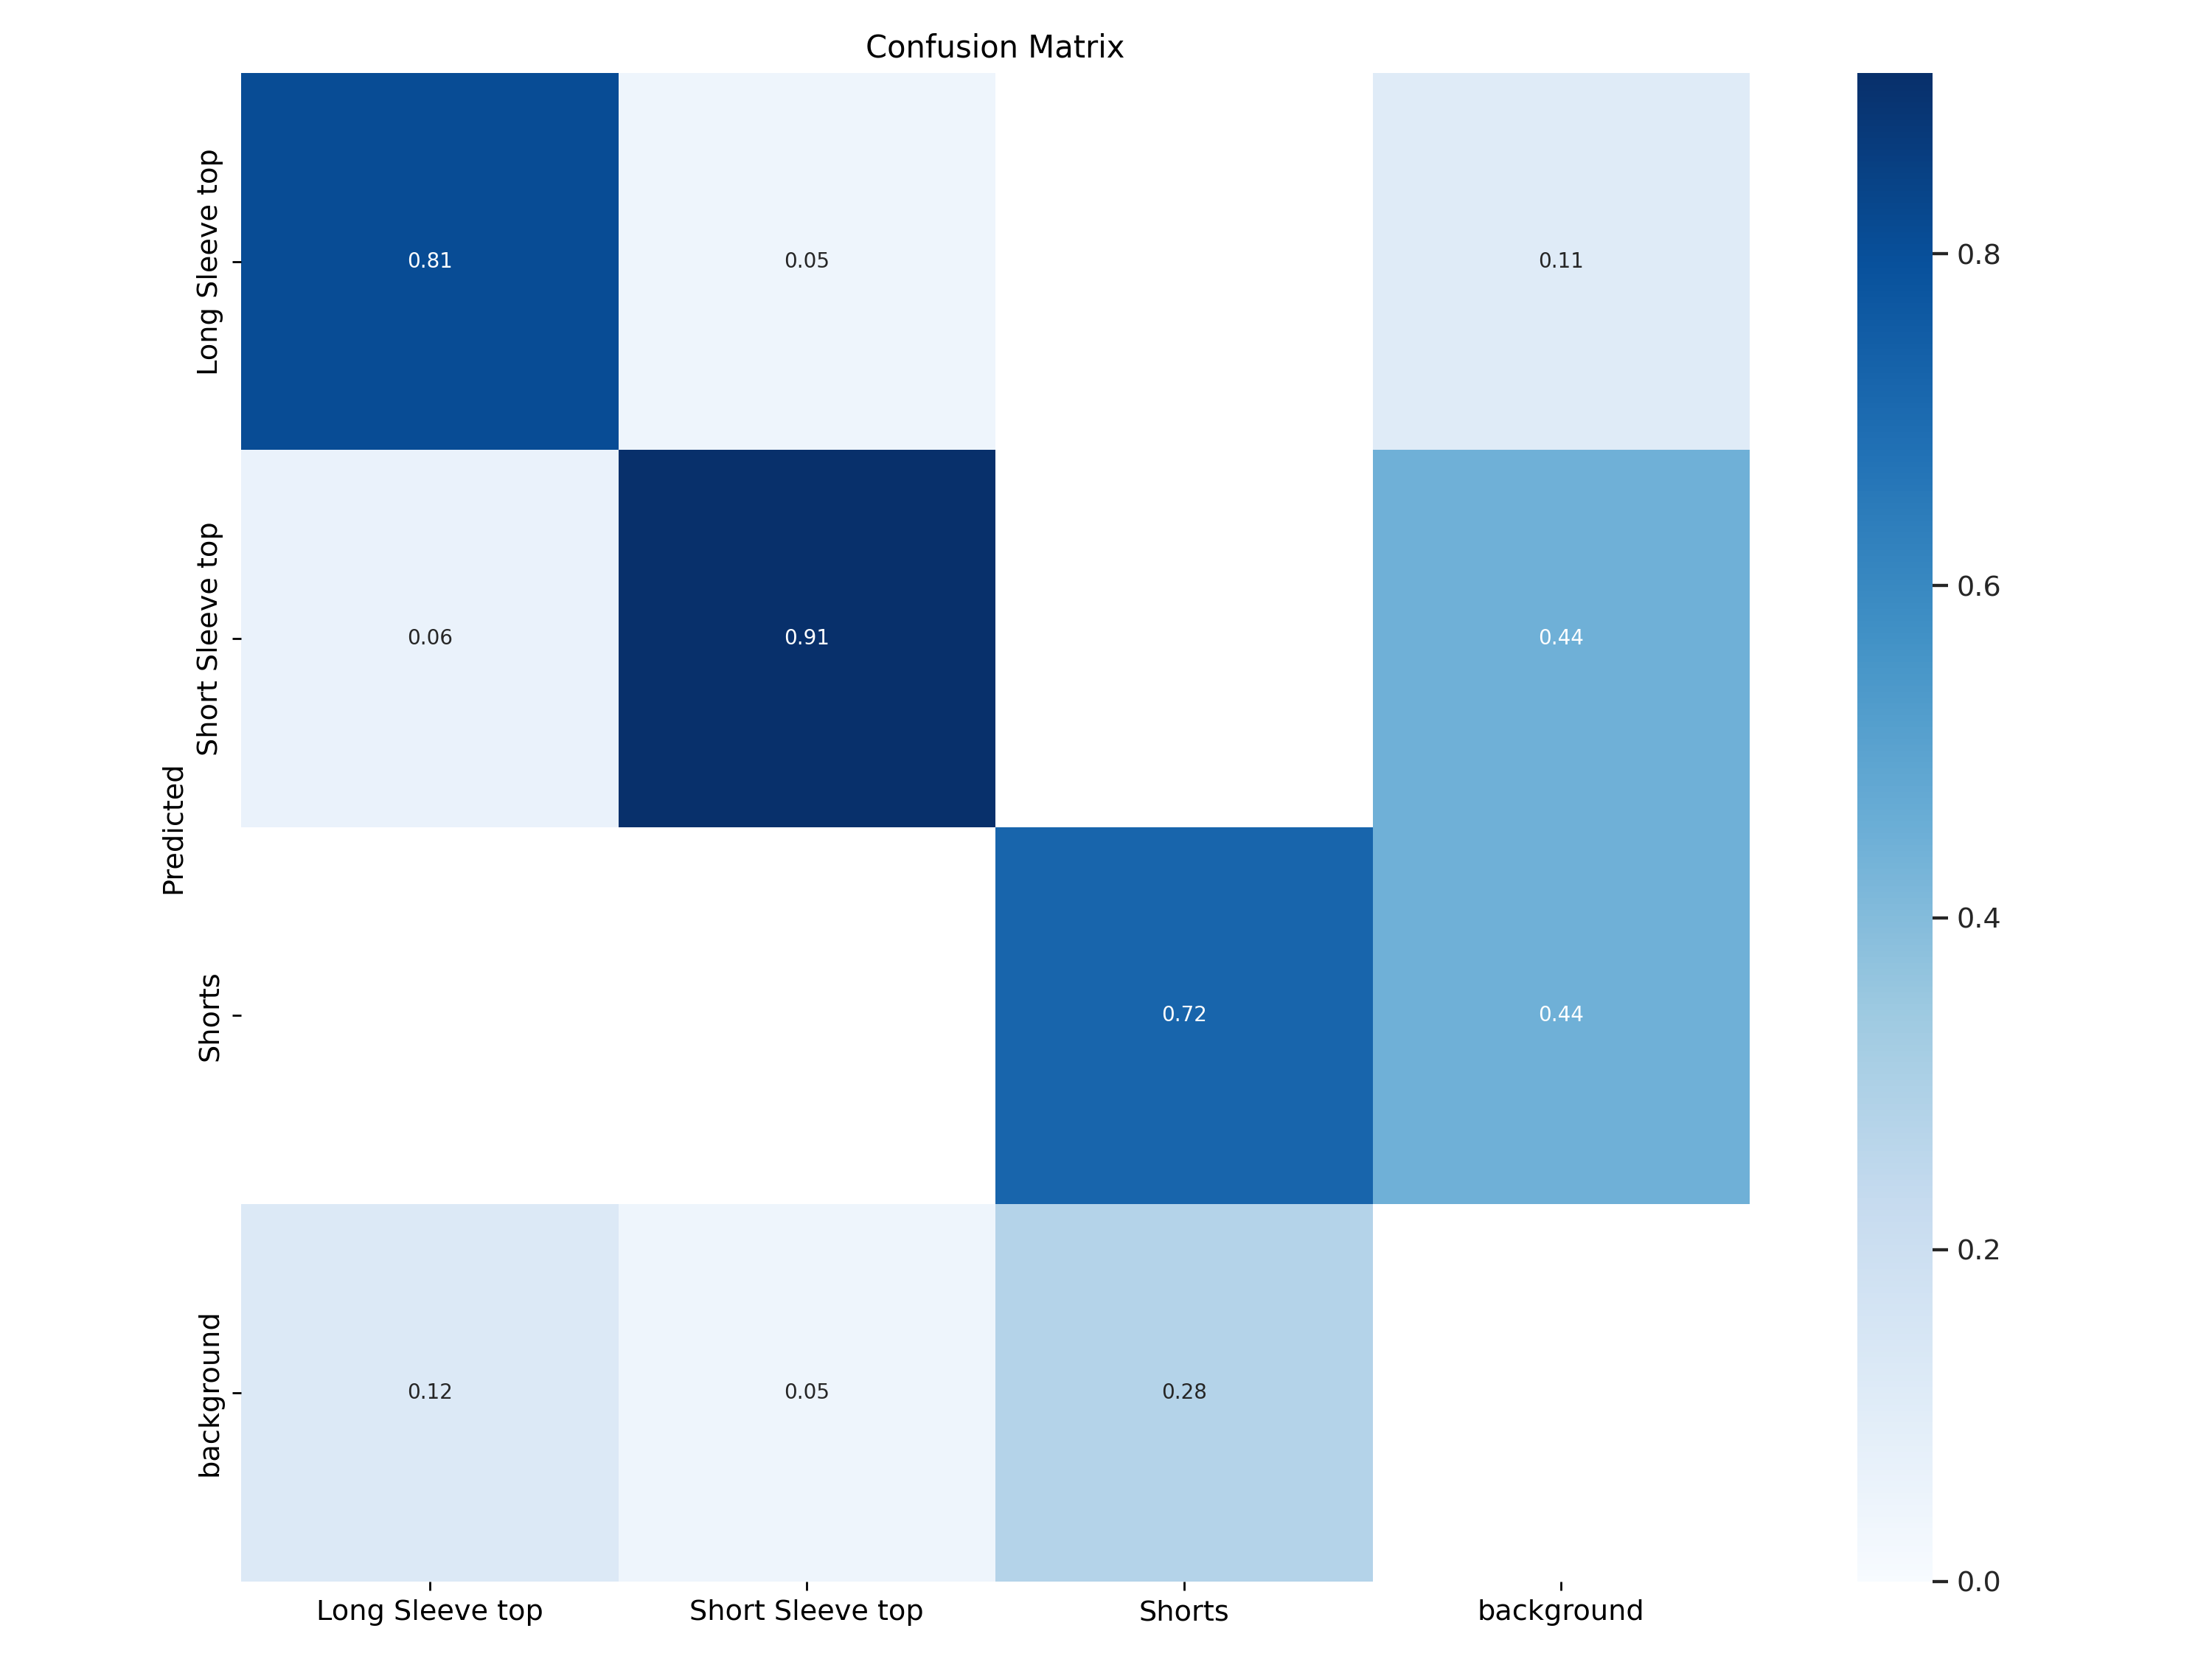 Confusion Matrix
Long Sleeve top
Short Sleeve top
Shorts
background
Predicted
0.81
0.05
0.11
0.06
0.91
0.44
0.72
0.44
0.12
0.05
0.28
Long Sleeve top
Short Sleeve top
Shorts
background
0.8
0.6
0.4
0.2
0.0